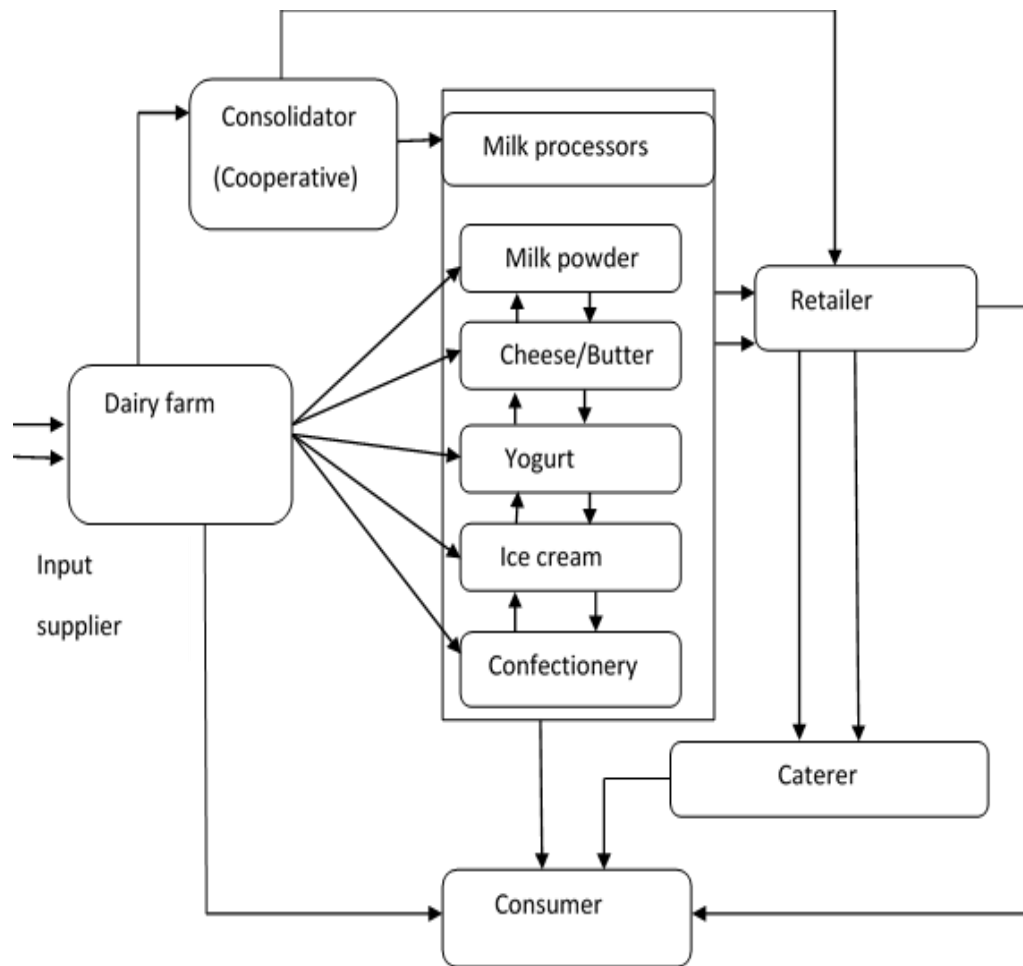 Consolidator
(Cooperative)
Milk processors
Milk powder
Retailer
Cheese/Butter
Dairy farm
Yogurt
Ice cream
Input
supplier
Confectionery
Caterer
Consumer